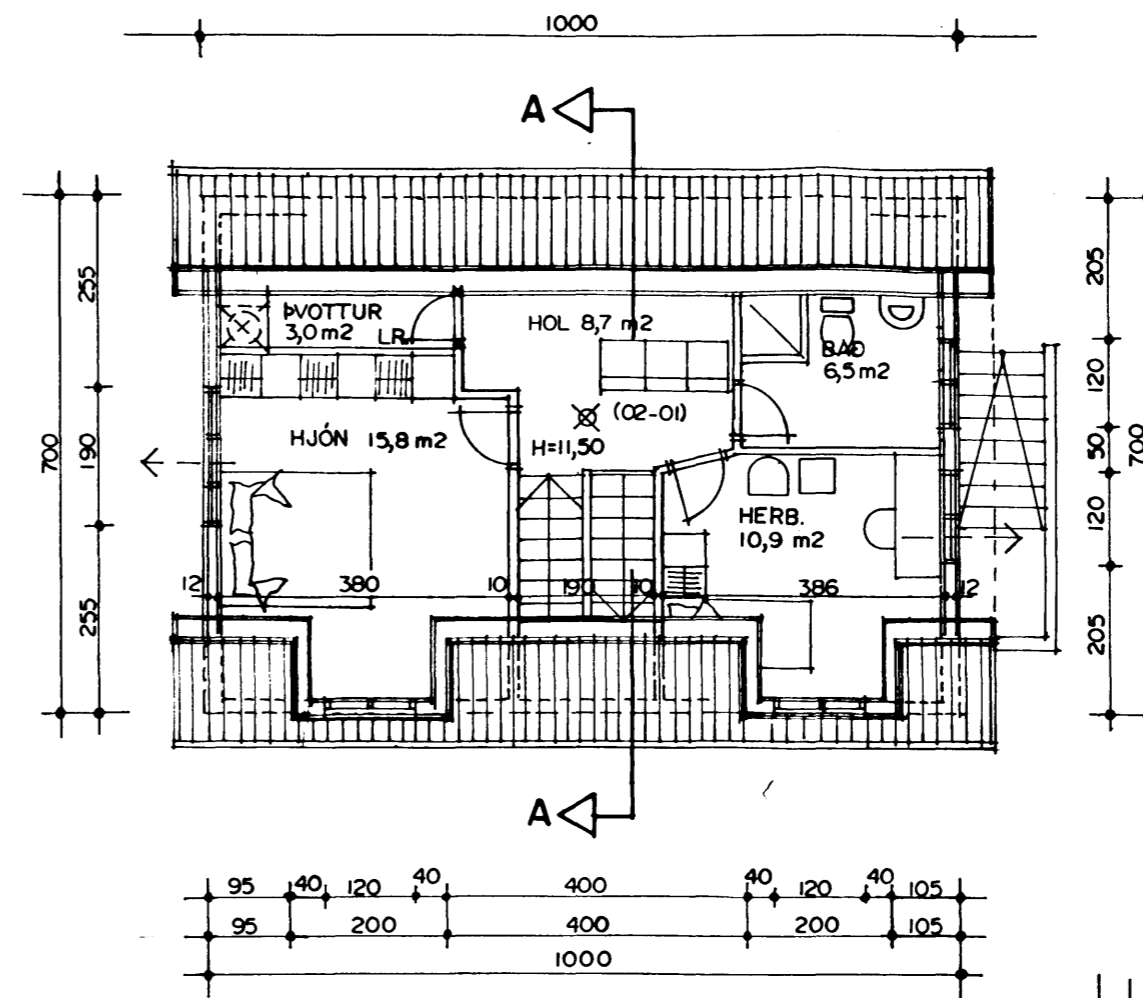 1000
A
ÞVOTTUR
3,0 m2
LR.
HOL 8,7 m2
BAÐ
6,5 m2
(02-01)
H=11,50
HJÓN 15,8 m2
HERB.
10,9 m2
12 380 10 190 10 386 12
700
255
190
255
205
120
50
120
205
700
A
95 40 120 40 400 40 120 40 105
95 200 400 200 105
1000